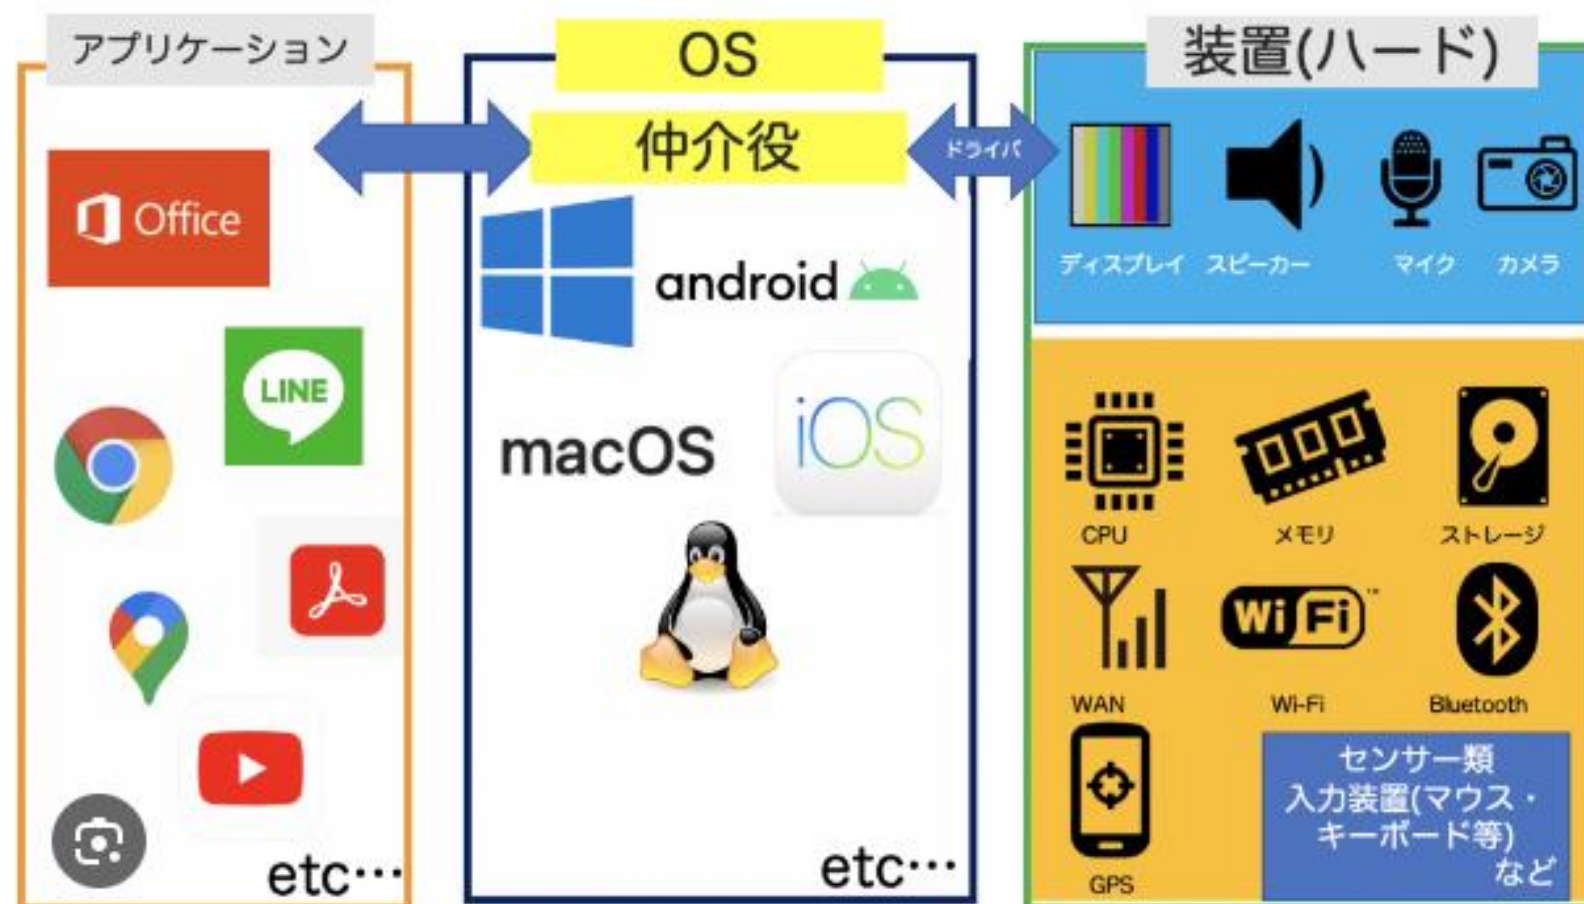 アプリケーション
Office
LINE
etc…
OS
仲介役
android
macOS
iOS
etc…
ドライバ
装置(ハード)
ディスプレイ スピーカー マイク カメラ
CPU メモリ ストレージ
WiFi™
WAN Wi-Fi Bluetooth
GPS
センサー類
入力装置(マウス・
キーボード等)
など